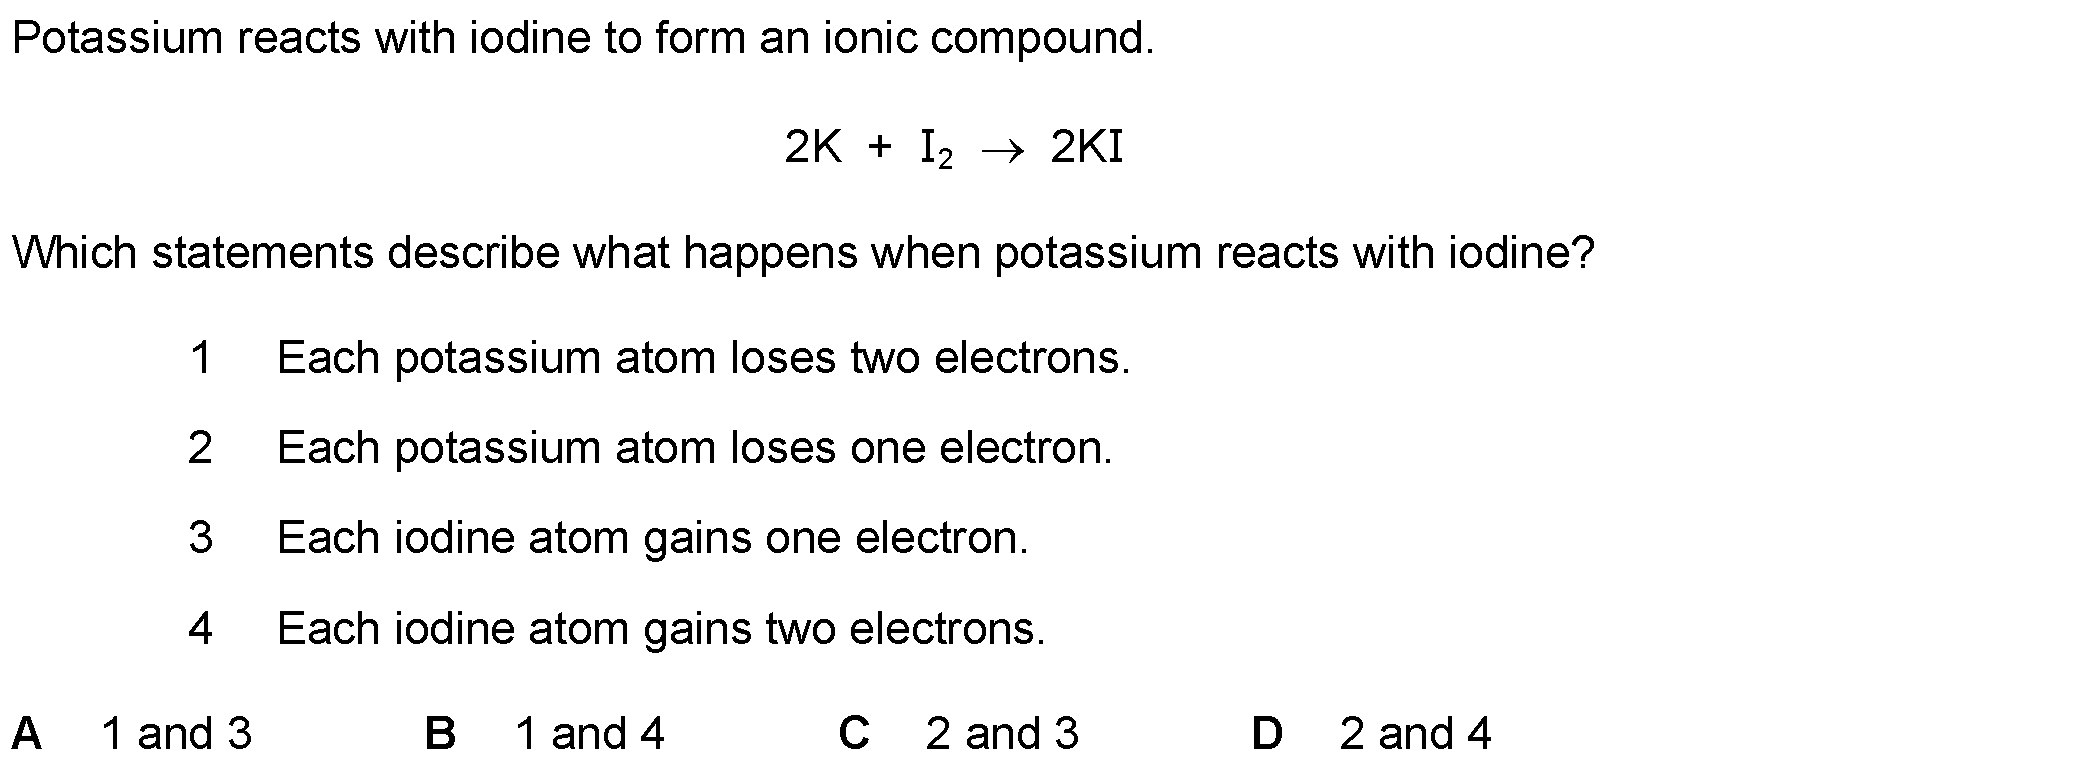 Potassium reacts with iodine to form an ionic compound.
2K + I₂ → 2KI
Which statements describe what happens when potassium reacts with iodine?
1 Each potassium atom loses two electrons.
2 Each potassium atom loses one electron.
3 Each iodine atom gains one electron.
4 Each iodine atom gains two electrons.
A 1 and 3 B 1 and 4 C 2 and 3 D 2 and 4